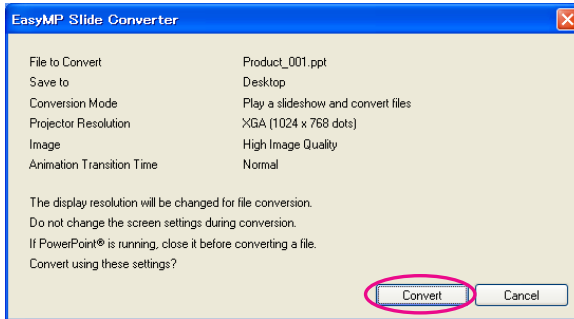 EasyMP Slide Converter
File to Convert Product_001.ppt
Save to Desktop
Conversion Mode Play a slideshow and convert files
Projector Resolution XGA (1024 x 768 dots)
Image High Image Quality
Animation Transition Time Normal
The display resolution will be changed for file conversion.
Do not change the screen settings during conversion.
If PowerPoint® is running, close it before converting a file.
Convert using these settings?
Convert Cancel